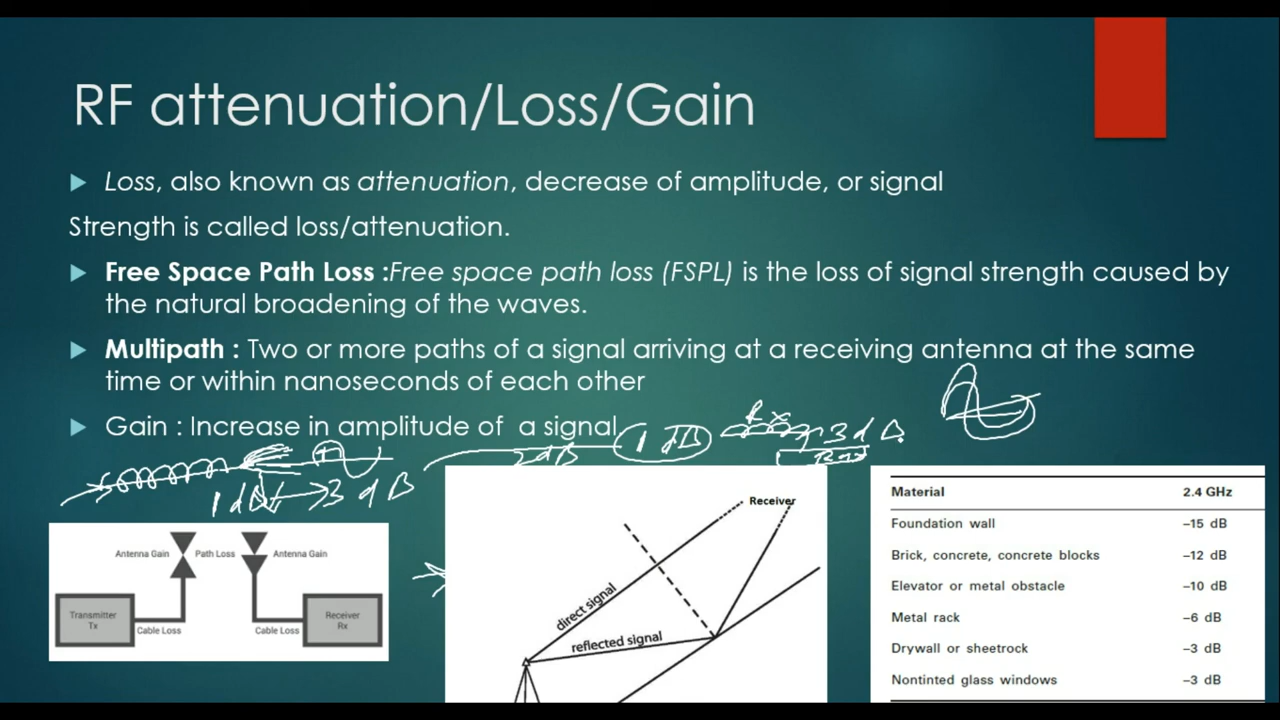 RF attenuation/Loss/Gain
Loss, also known as attenuation, decrease of amplitude, or signal
Strength is called loss/attenuation.
Free Space Path Loss :Free space path loss (FSPL) is the loss of signal strength caused by
the natural broadening of the waves.
Multipath : Two or more paths of a signal arriving at a receiving antenna at the same
time or within nanoseconds of each other
Gain : Increase in amplitude of a signal
1 dB
Rx
3 dB
2 dB
3 dB
Antenna Gain
Path Loss
Antenna Gain
Transmitter
Tx
Cable Loss
Cable Loss
Receiver
Rx
Receiver
direct signal
reflected signal
Material 2.4 GHz
Foundation wall –15 dB
Brick, concrete, concrete blocks –12 dB
Elevator or metal obstacle –10 dB
Metal rack –6 dB
Drywall or sheetrock –3 dB
Nontinted glass windows –3 dB